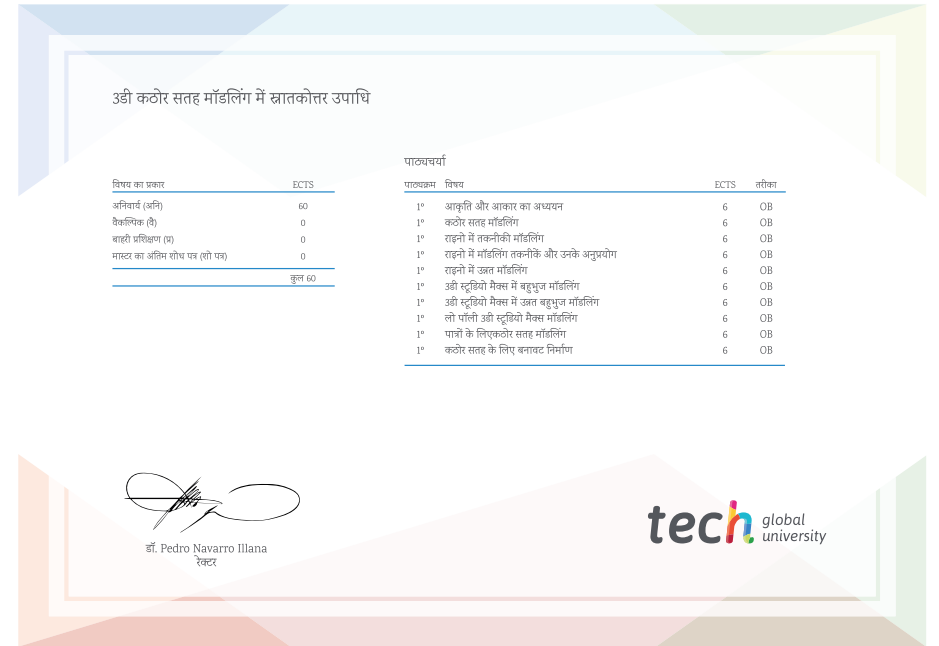 3डी कठोर सतह मॉडलिंग में स्नातकोत्तर उपाधि
विषय का प्रकार ECTS
अनिवार्य (अनि) 60
वैकल्पिक (वै) 0
बाहरी प्रशिक्षण (प्र) 0
मास्टर का अंतिम शोध पत्र (शो पत्र) 0
कुल 60
पाठ्यचर्या
पाठ्यक्रम विषय ECTS तरीका
1º आकृति और आकार का अध्ययन 6 OB
1º कठोर सतह मॉडलिंग 6 OB
1º राइनो में तकनीकी मॉडलिंग 6 OB
1º राइनो में मॉडलिंग तकनीकें और उनके अनुप्रयोग 6 OB
1º राइनो में उन्नत मॉडलिंग 6 OB
1º 3डी स्टूडियो मैक्स में बहुभुज मॉडलिंग 6 OB
1º 3डी स्टूडियो मैक्स में उन्नत बहुभुज मॉडलिंग 6 OB
1º लो पॉली 3डी स्टूडियो मैक्स मॉडलिंग 6 OB
1º पात्रों के लिएकठोर सतह मॉडलिंग 6 OB
1º कठोर सतह के लिए बनावट निर्माण 6 OB
डॉ. Pedro Navarro Illana
रेक्टर
tech global
university